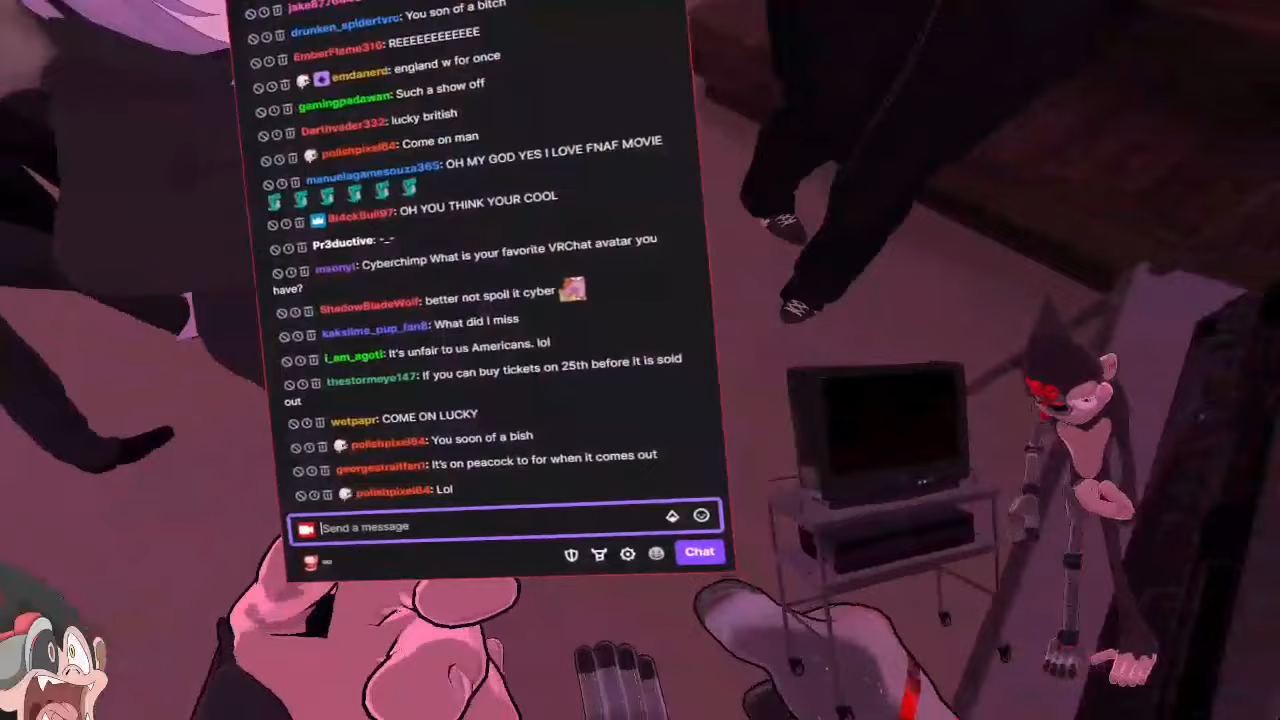 drunken_spidertyro: You son of a bitch
EmberFlame316: REEEEEEEEEEEE
emdanerd: england w for once
gamingpadawan: Such a show off
Darthvader332: lucky british
polishpixel64: Come on man
manuelagamesouza365: OH MY GOD YES I LOVE FNAF MOVIE
Bl4ckBull97: OH YOU THINK YOUR COOL
Pr3ductive: -_-
Cyberchimp What is your favorite VRChat avatar you
have?
ShadowBladeWolf: better not spoil it cyber
kakslime_pup_fan8: What did I miss
i_am_agoti: It's unfair to us Americans. lol
thestormeye147: If you can buy tickets on 25th before it is sold
out
wetpapr: COME ON LUCKY
polishpixel64: You soon of a bish
georgestraitfan1: It's on peacock to for when it comes out
polishpixel64: Lol
Send a message
Chat